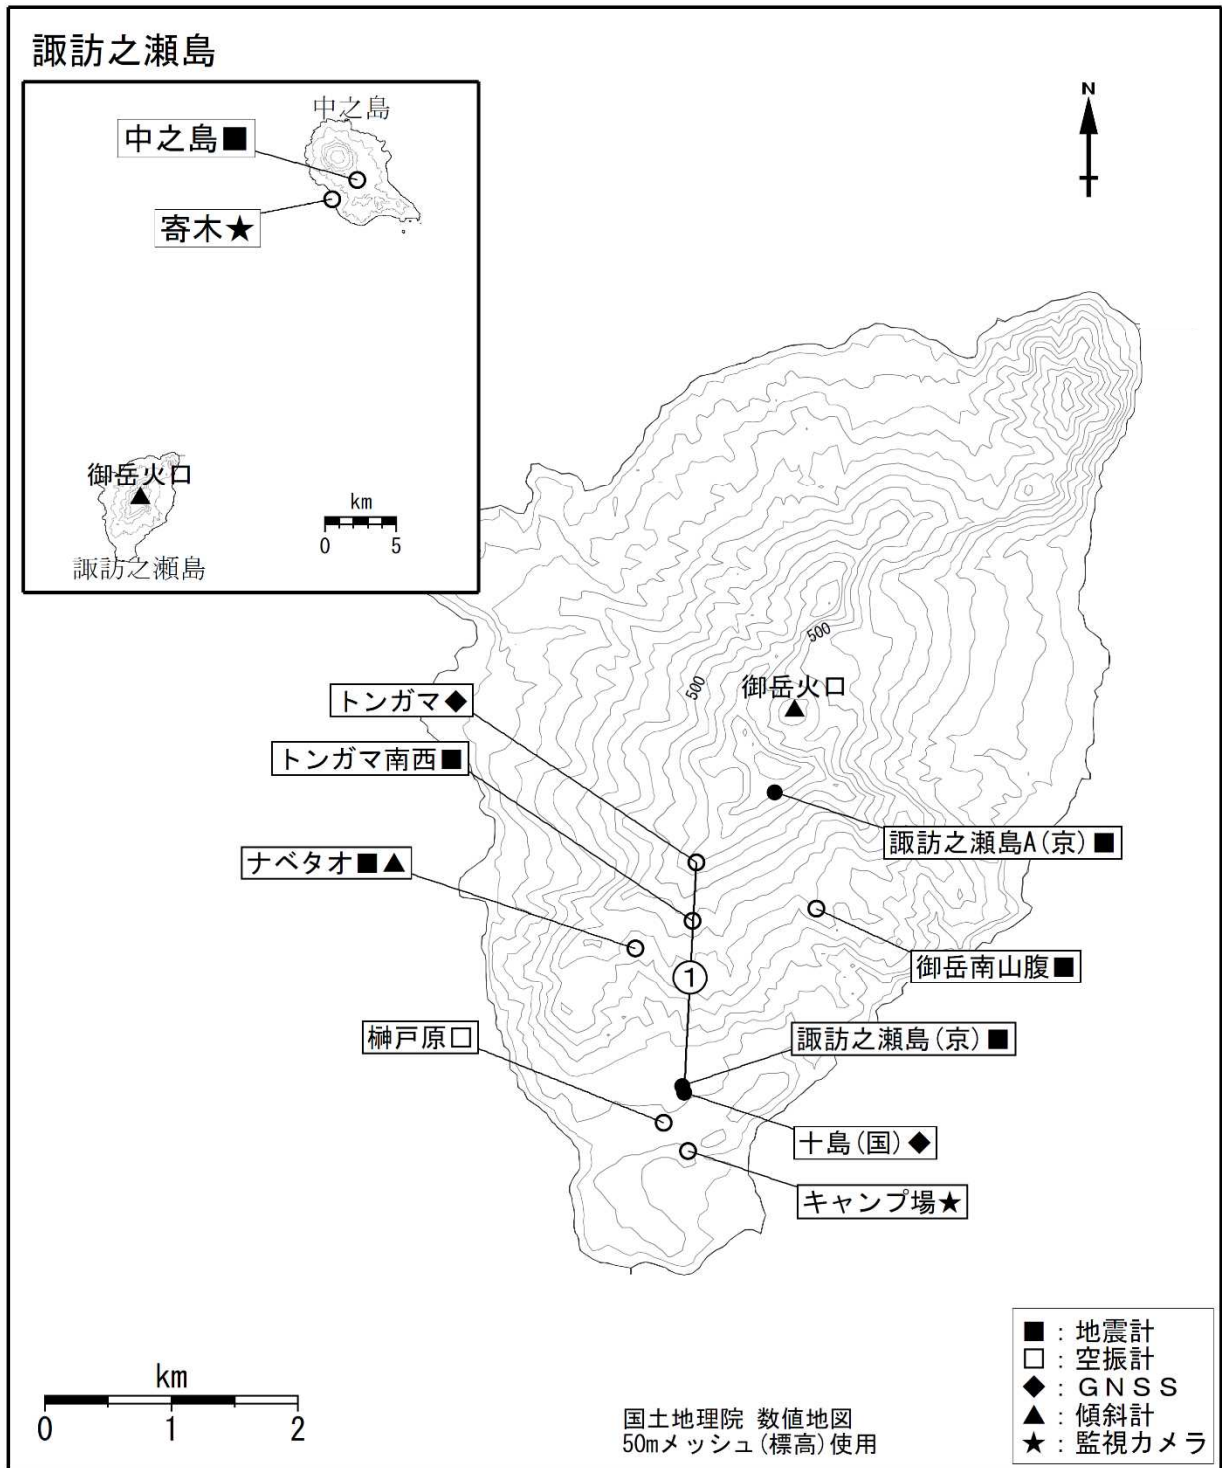 諏訪之瀬島
中之島
中之島■
寄木★
御岳火口
km
0 5
諏訪之瀬島
N
500
500
御岳火口
トンガマ◆
トンガマ南西■
諏訪之瀬島A(京)■
ナベタオ■▲
御岳南山腹■
①
榊戸原□
諏訪之瀬島(京)■
十島(国)◆
キャンプ場★
■：地震計
□：空振計
◆：ＧＮＳＳ
▲：傾斜計
★：監視カメラ
km
0 1 2
国土地理院 数値地図
50mメッシュ(標高)使用